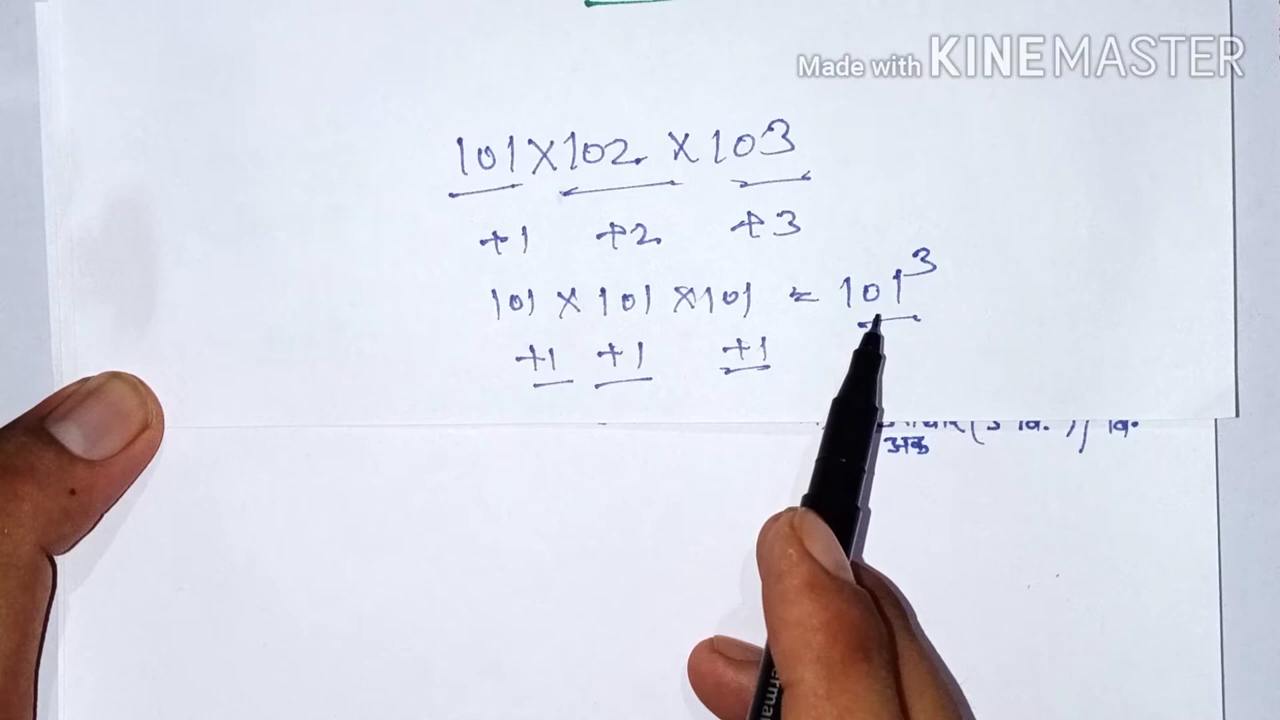 Made with KINEMASTER
101 × 102 × 103
+1 +2 +3
101 × 101 × 101 = 101³
+1 +1 +1
अंक